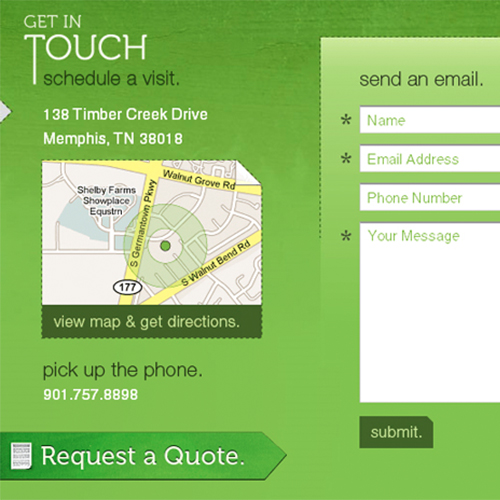 GET IN
TOUCH
schedule a visit.
138 Timber Creek Drive
Memphis, TN 38018
Walnut Grove Rd
Shelby Farms
Showplace
Equstrn
S Germantown Pkwy
S Walnut Bend Rd
177
view map & get directions.
pick up the phone.
901.757.8898
Request a Quote.
send an email.
* Name
* Email Address
Phone Number
* Your Message
submit.